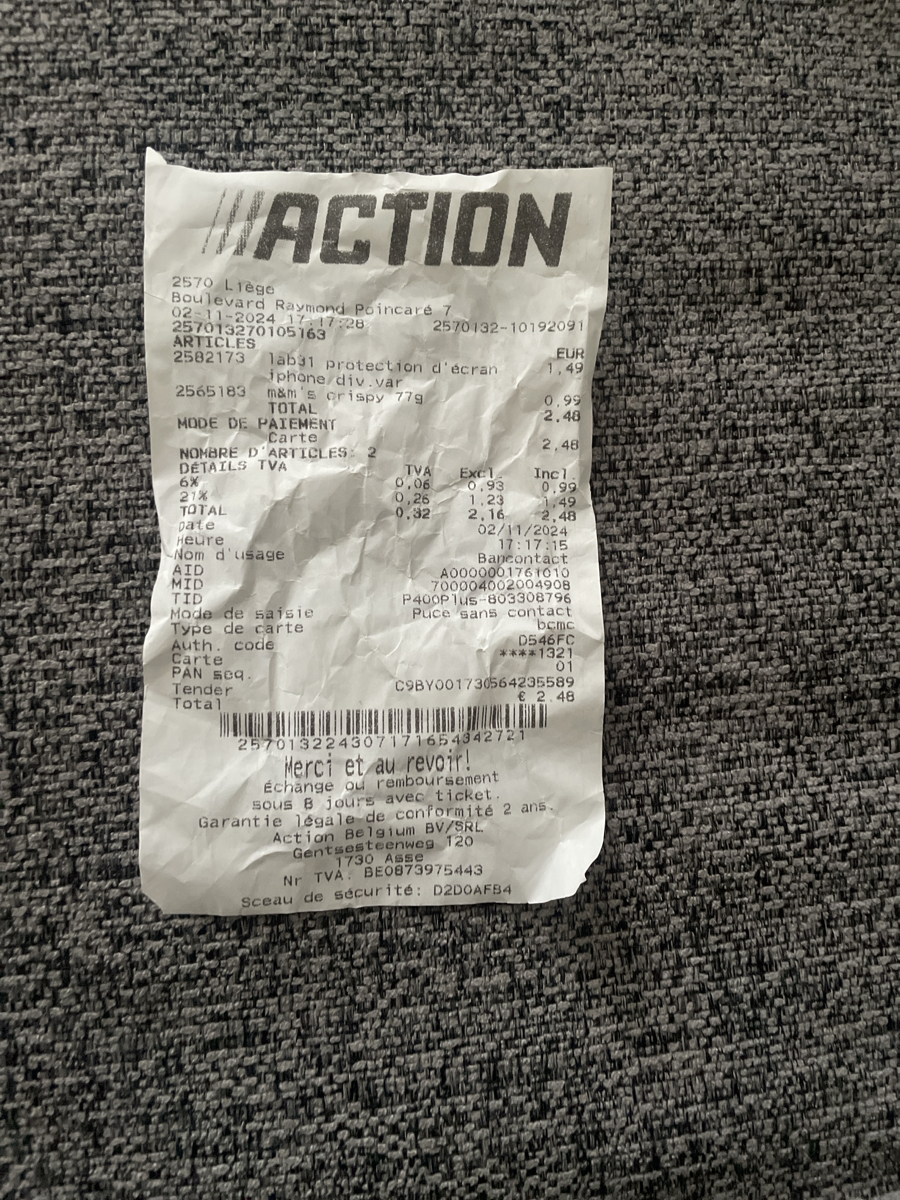 ACTION
2570 Liège
Boulevard Raymond Poincaré 7
02-11-2024 17:17:28 2570132-10192091
257013270105163
ARTICLES EUR
2582173 lab31 protection d'écran 1,49
iphone div.var
2565183 m&m's crispy 77g 0,99
TOTAL 2,48
MODE DE PAIEMENT
Carte 2,48
NOMBRE D'ARTICLES: 2
DÉTAILS TVA TVA Excl Incl
6% 0,06 0,93 0,99
21% 0,26 1,23 1,49
TOTAL 0,32 2,16 2,48
Date 02/11/2024
Heure 17:17:15
Nom d'usage Bancontact
AID A0000001761010
MID 700004002004908
TID P400Plus-803308796
Mode de saisie Puce sans contact
Type de carte bcmc
Auth. code D546FC
Carte ****1321
PAN seq. 01
Tender C9BY001730564235589
Total € 2.48
257013224307171654342721
Merci et au revoir!
Échange ou remboursement
sous 8 jours avec ticket.
Garantie légale de conformité 2 ans.
Action Belgium BV/SRL
Gentsesteenweg 120
1730 Asse
Nr TVA: BE0873975443
Sceau de sécurité: D2D0AFB4